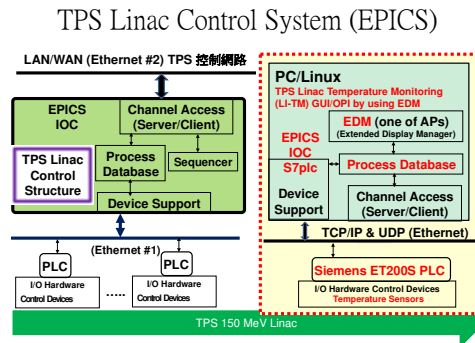 TPS Linac Control System (EPICS)
LAN/WAN (Ethernet #2) TPS 控制網路
EPICS
IOC
Channel Access
(Server/Client)
TPS Linac
Control
Structure
Process
Database
Sequencer
Device Support
(Ethernet #1)
PLC
PLC
I/O Hardware
Control Devices
.....
I/O Hardware
Control Devices
PC/Linux
TPS Linac Temperature Monitoring
(LI-TM) GUI/OPI by using EDM
EDM (one of APs)
(Extended Display Manager)
EPICS
IOC
S7plc
Process Database
Device
Support
Channel Access
(Server/Client)
TCP/IP & UDP (Ethernet)
Siemens ET200S PLC
I/O Hardware Control Devices
Temperature Sensors
TPS 150 MeV Linac